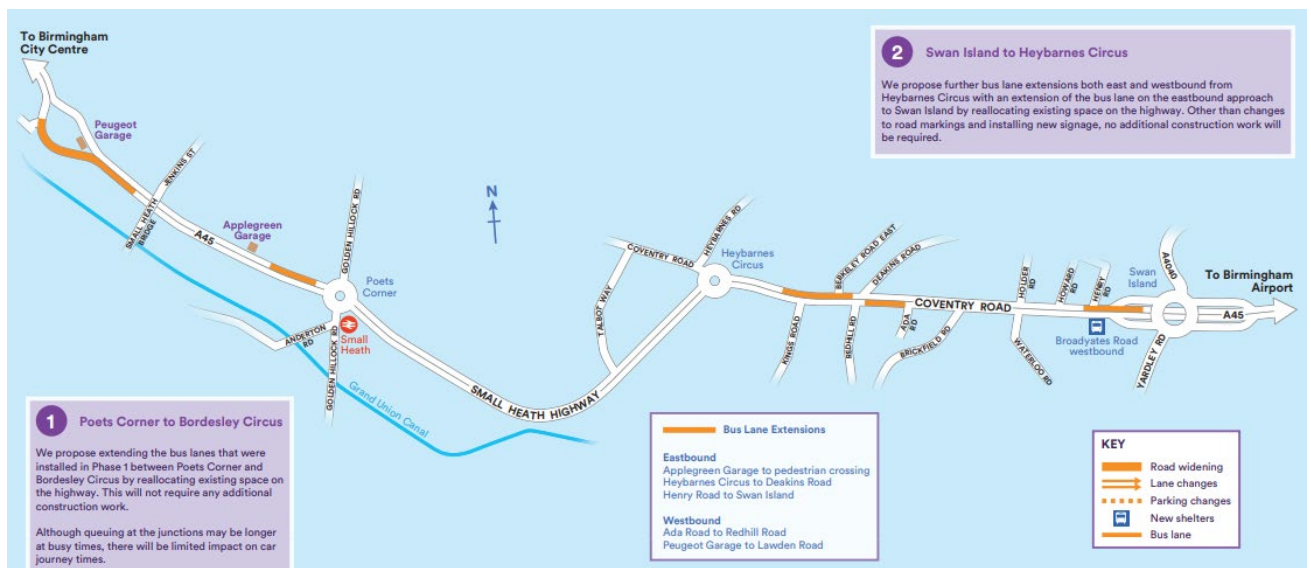 To Birmingham
City Centre
Peugeot
Garage
JENKINS ST
SMALL HEATH
BRIDGE
A45
Applegreen
Garage
GOLDEN HILLOCK RD
Poets
Corner
ANDERTON
RD
Small
Heath
GOLDEN HILLOCK RD
Grand Union Canal
N
SMALL HEATH HIGHWAY
TALBOT WAY
COVENTRY ROAD
HEYBARNES RD
Heybarnes
Circus
BERKELEY ROAD EAST
DEAKINS ROAD
KINGS ROAD
REDHILL RD
ADA
RD
BRICKFIELD RD
COVENTRY ROAD
HOLDER
RD
WATERLOO RD
HOWARD
RD
HENRY
RD
Broadyates Road
westbound
Swan
Island
A4040
YARDLEY RD
A45
To Birmingham
Airport
2 Swan Island to Heybarnes Circus
We propose further bus lane extensions both east and westbound from
Heybarnes Circus with an extension of the bus lane on the eastbound approach
to Swan Island by reallocating existing space on the highway. Other than changes
to road markings and installing new signage, no additional construction work will
be required.
1 Poets Corner to Bordesley Circus
We propose extending the bus lanes that were
installed in Phase 1 between Poets Corner and
Bordesley Circus by reallocating existing space on
the highway. This will not require any additional
construction work.
Although queuing at the junctions may be longer
at busy times, there will be limited impact on car
journey times.
Bus Lane Extensions
Eastbound
Applegreen Garage to pedestrian crossing
Heybarnes Circus to Deakins Road
Henry Road to Swan Island
Westbound
Ada Road to Redhill Road
Peugeot Garage to Lawden Road
KEY
Road widening
Lane changes
Parking changes
New shelters
Bus lane